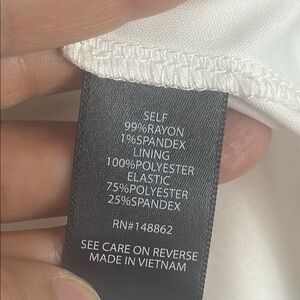 SELF
99%RAYON
1%SPANDEX
LINING
100%POLYESTER
ELASTIC
75%POLYESTER
25%SPANDEX
RN#148862
SEE CARE ON REVERSE
MADE IN VIETNAM